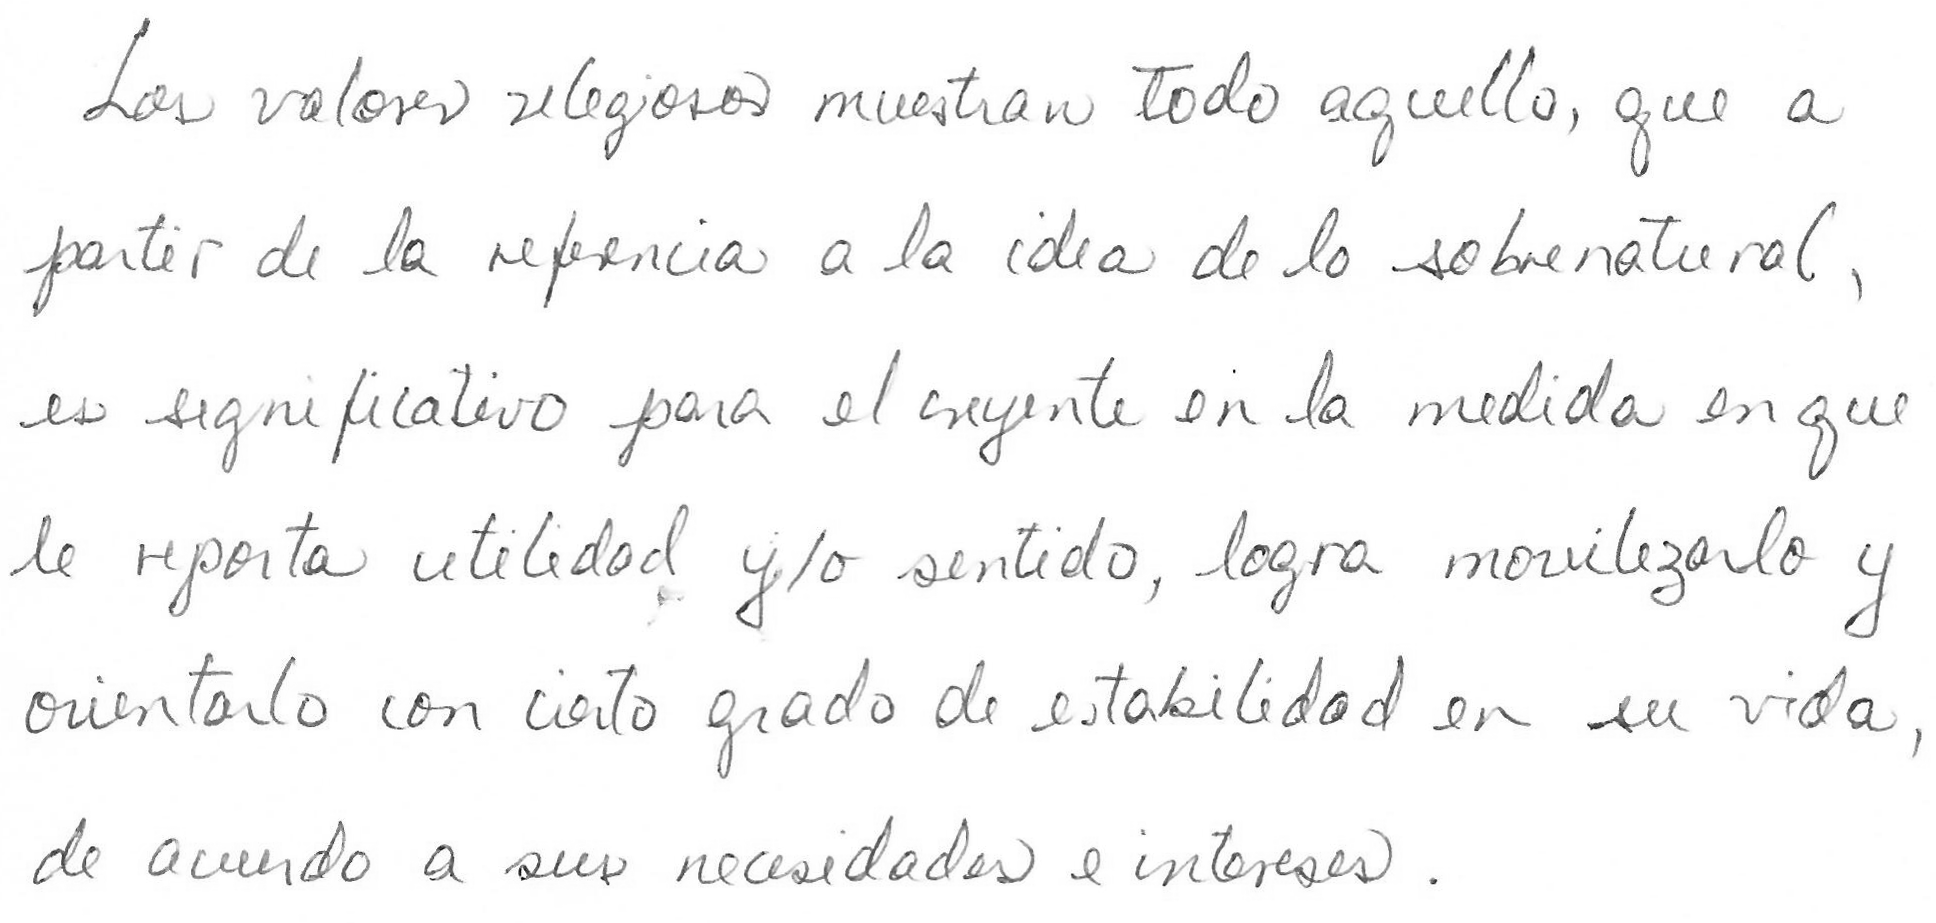 Los valores religiosos muestran todo aquello, que a
partir de la referencia a la idea de lo sobrenatural,
es significativo para el creyente en la medida en que
le reporta utilidad y/o sentido, logra movilizarlo y
orientarlo con cierto grado de estabilidad en su vida,
de acuerdo a sus necesidades e intereses.